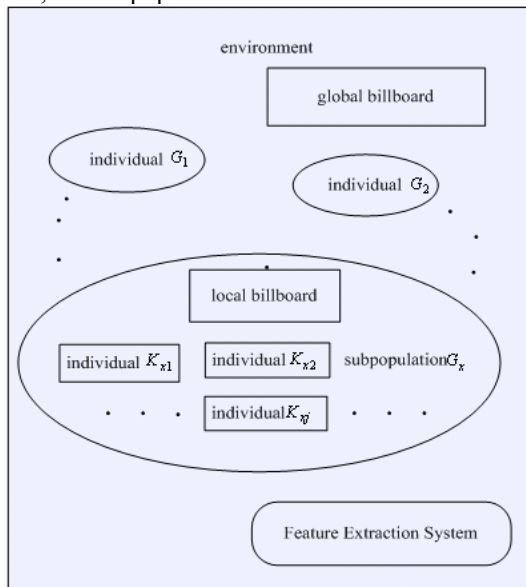 environment
global billboard
individual G₁
individual G₂
local billboard
individual Kₓ₁
individual Kₓ₂
subpopulationGₓ
individualKₓⱼ
Feature Extraction System